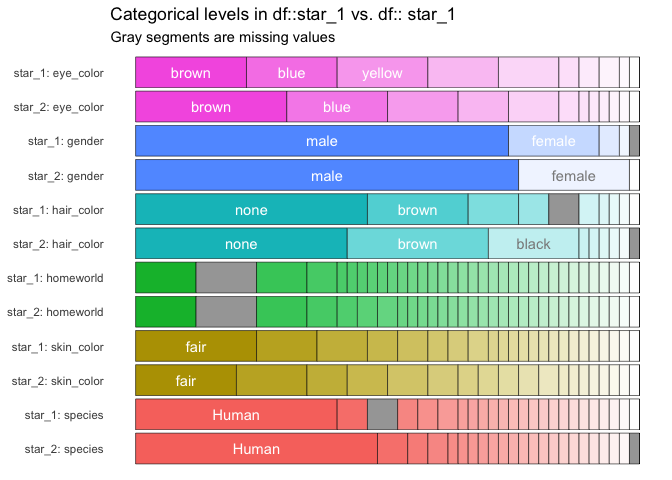 Categorical levels in df::star_1 vs. df:: star_1
Gray segments are missing values
star_1: eye_color brown blue yellow
star_2: eye_color brown blue
star_1: gender male female
star_2: gender male female
star_1: hair_color none brown
star_2: hair_color none brown black
star_1: homeworld
star_2: homeworld
star_1: skin_color fair
star_2: skin_color fair
star_1: species Human
star_2: species Human